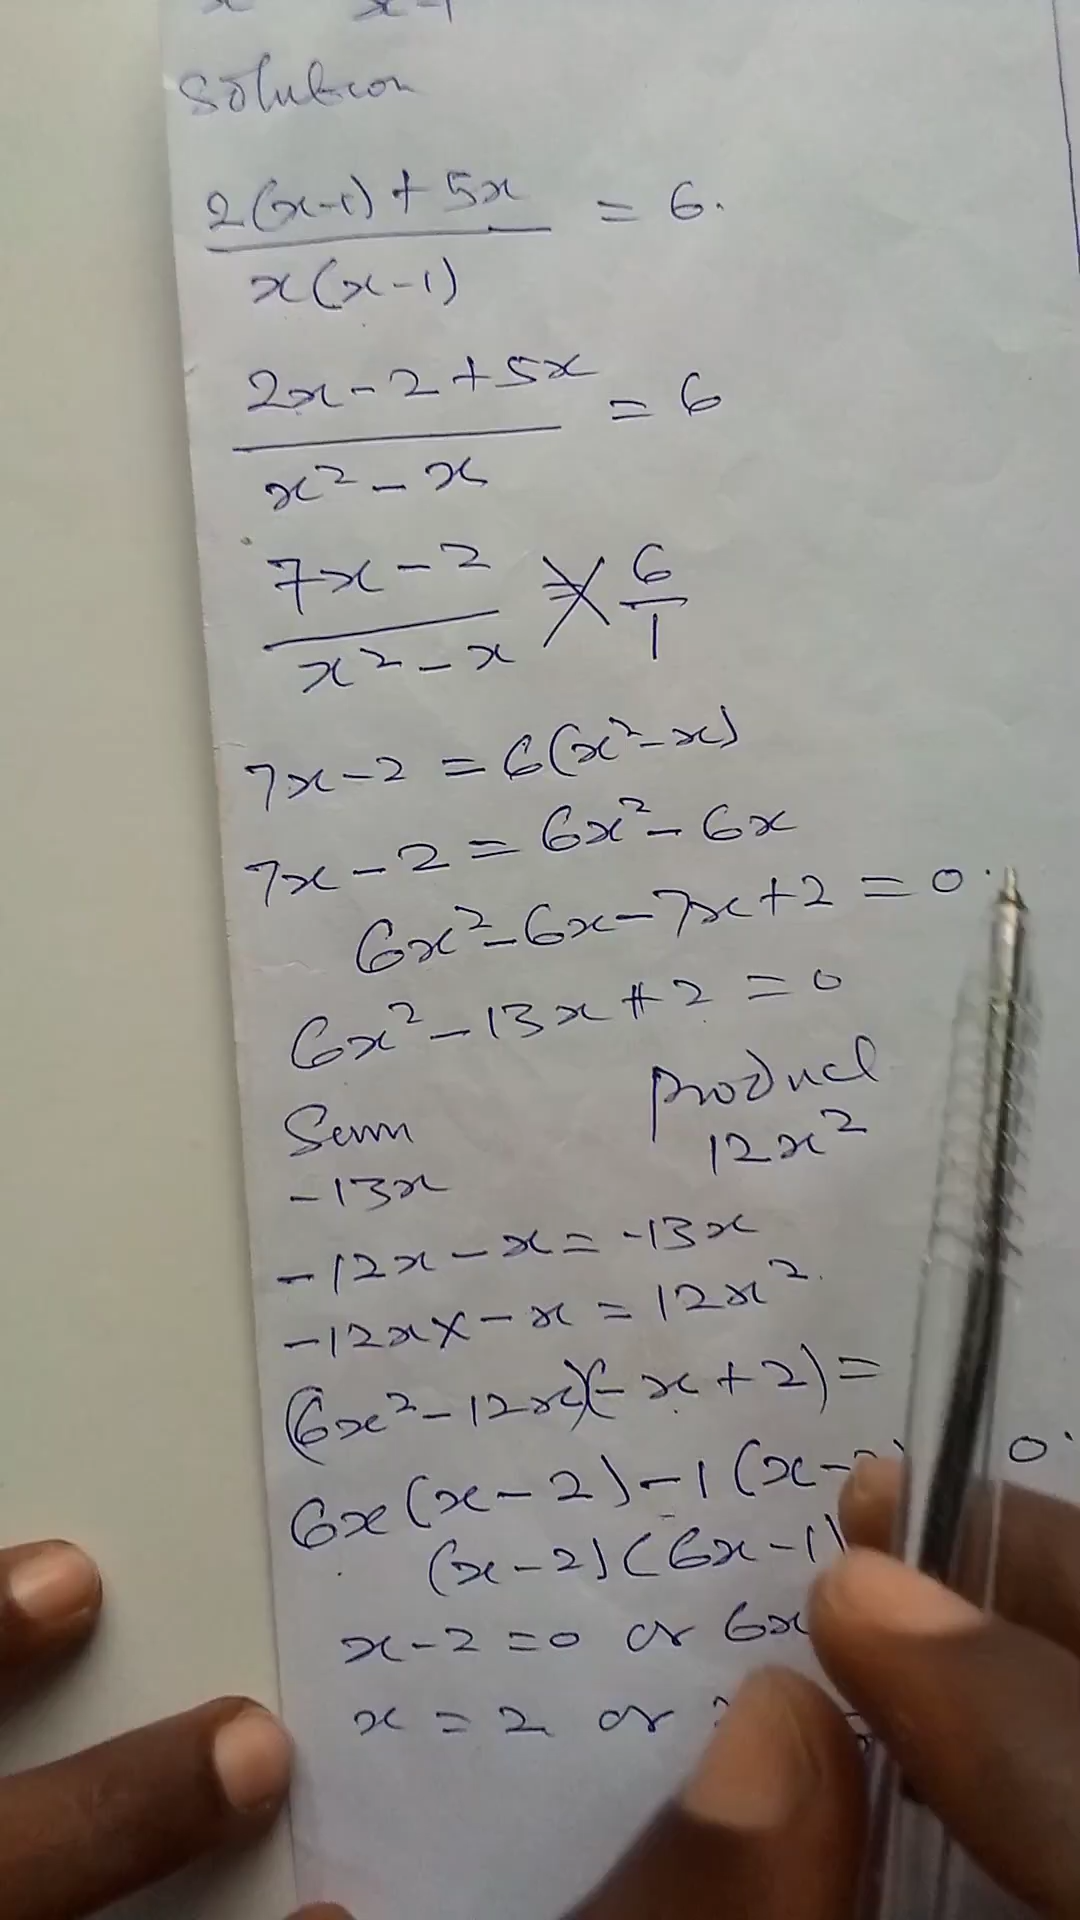 Solution
2(x-1)+5x / x(x-1) = 6.
2x-2+5x / x²-x = 6
7x-2 / x²-x = 6/1
7x-2 = 6(x²-x)
7x-2 = 6x²-6x
6x²-6x-7x+2 = 0.
6x²-13x+2 = 0
Sum Product
-13x 12x²
-12x-x = -13x
-12x × -x = 12x².
(6x²-12x)(-x+2) =
6x(x-2)-1(x- 0.
(x-2)(6x-1)
x-2=0 or 6x
x = 2 or